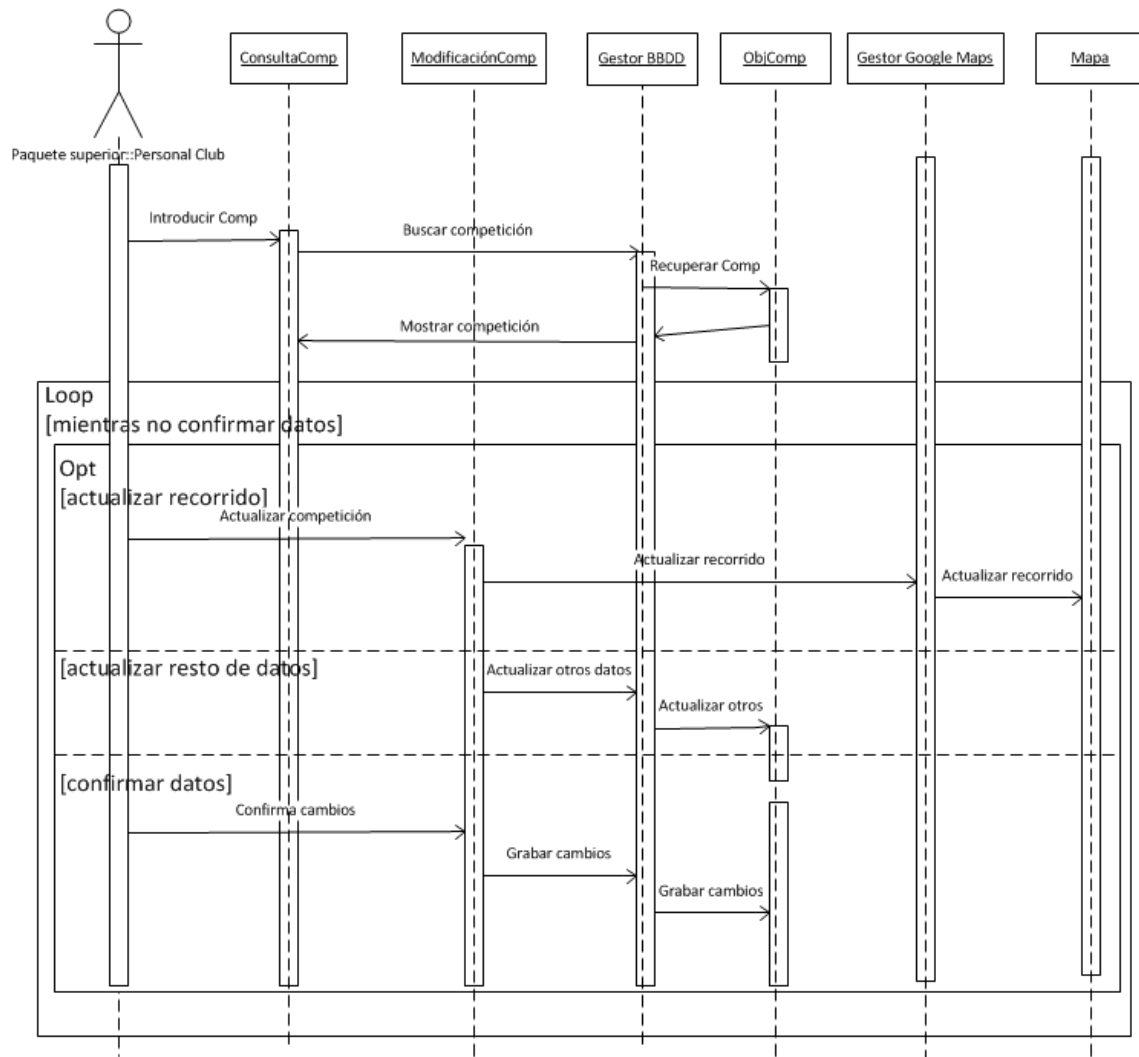 ConsultaComp
ModificaciónComp
Gestor BBDD
ObjComp
Gestor Google Maps
Mapa
Paquete superior::Personal Club
Introducir Comp
Buscar competición
Recuperar Comp
Mostrar competición
Loop
[mientras no confirmar datos]
Opt
[actualizar recorrido]
Actualizar competición
Actualizar recorrido
Actualizar recorrido
[actualizar resto de datos]
Actualizar otros datos
Actualizar otros
[confirmar datos]
Confirma cambios
Grabar cambios
Grabar cambios